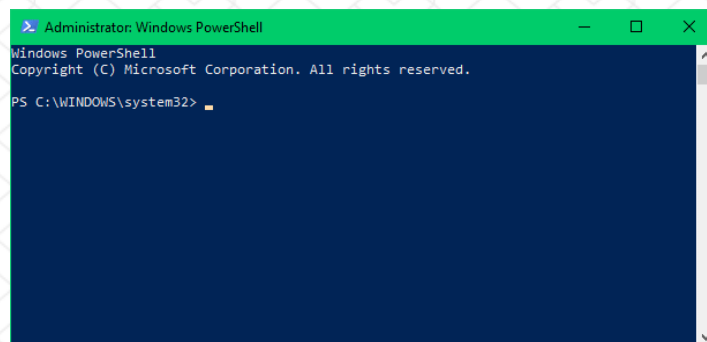 Administrator: Windows PowerShell
Windows PowerShell
Copyright (C) Microsoft Corporation. All rights reserved.
PS C:\WINDOWS\system32>